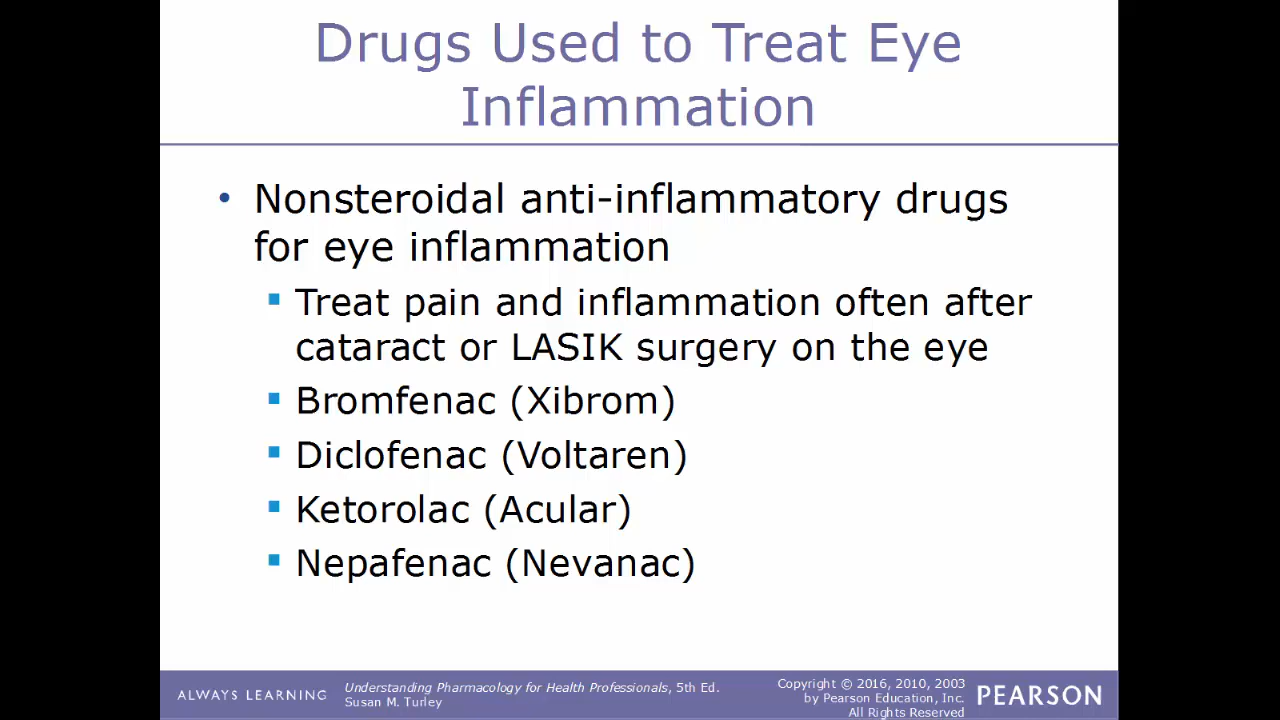 Drugs Used to Treat Eye
Inflammation
• Nonsteroidal anti-inflammatory drugs
for eye inflammation
▪ Treat pain and inflammation often after
cataract or LASIK surgery on the eye
▪ Bromfenac (Xibrom)
▪ Diclofenac (Voltaren)
▪ Ketorolac (Acular)
▪ Nepafenac (Nevanac)
ALWAYS LEARNING
Understanding Pharmacology for Health Professionals, 5th Ed.
Susan M. Turley
Copyright © 2016, 2010, 2003
by Pearson Education, Inc.
All Rights Reserved
PEARSON